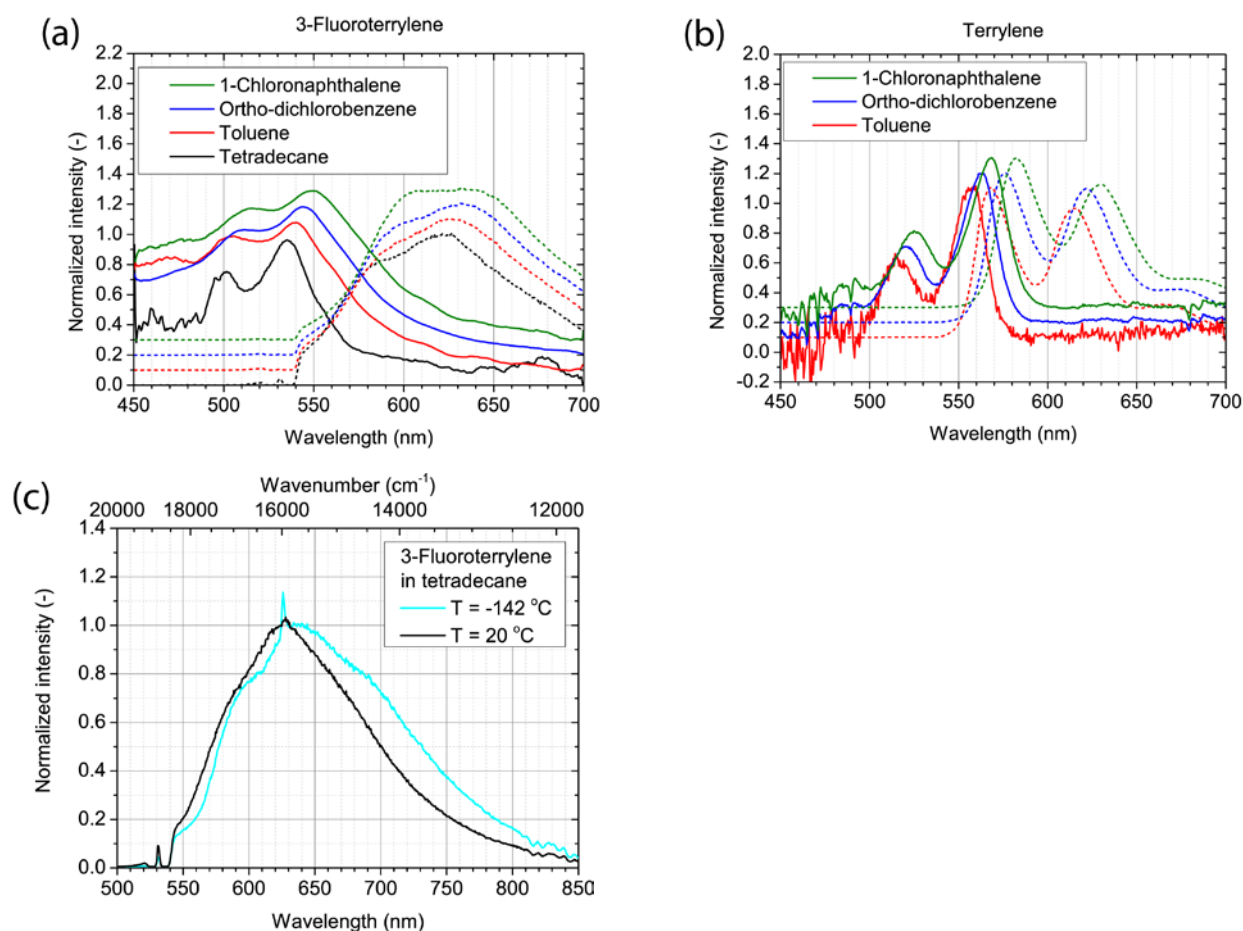 (a)
3-Fluoroterrylene
2.2
2.0
1.8
1.6
1.4
1.2
1.0
0.8
0.6
0.4
0.2
0.0
Normalized intensity (-)
1-Chloronaphthalene
Ortho-dichlorobenzene
Toluene
Tetradecane
450 500 550 600 650 700
Wavelength (nm)
(b)
Terrylene
2.0
1.8
1.6
1.4
1.2
1.0
0.8
0.6
0.4
0.2
0.0
-0.2
Normalized intensity (-)
1-Chloronaphthalene
Ortho-dichlorobenzene
Toluene
450 500 550 600 650 700
Wavelength (nm)
(c)
Wavenumber (cm⁻¹)
20000 18000 16000 14000 12000
1.4
1.2
1.0
0.8
0.6
0.4
0.2
0.0
Normalized intensity (-)
3-Fluoroterrylene
in tetradecane
T = -142 °C
T = 20 °C
500 550 600 650 700 750 800 850
Wavelength (nm)